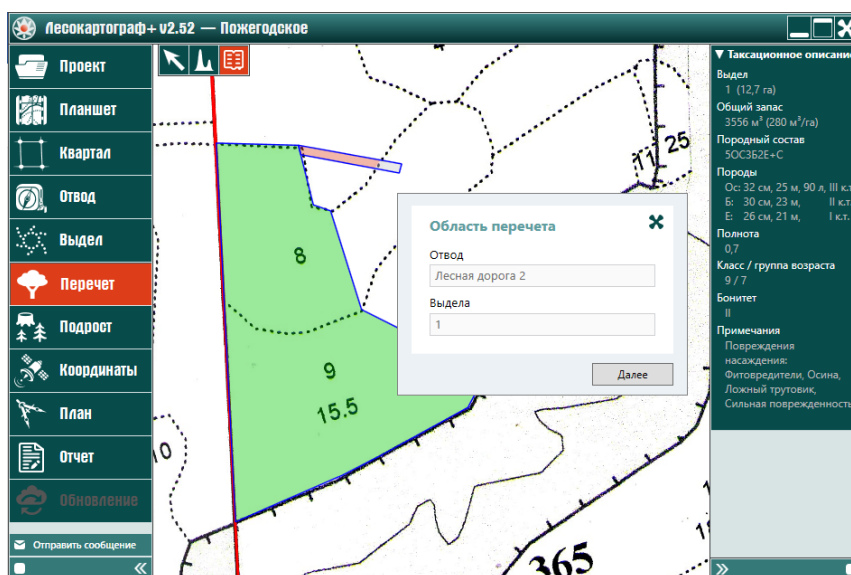 Лесокартограф+ v2.52 — Пожегодское
Проект
Планшет
Квартал
Отвод
Выдел
Перечет
Подрост
Координаты
План
Отчет
Обновление
Отправить сообщение
8
9
15.5
10
11
25
365
Область перечета
Отвод
Лесная дорога 2
Выдела
1
Далее
Таксационное описание
Выдел
1 (12,7 га)
Общий запас
3556 м³ (280 м³/га)
Породный состав
5ОС3Б2Е+С
Породы
Ос: 32 см, 25 м, 90 л, III к.т.
Б: 30 см, 23 м, II к.т.
Е: 26 см, 21 м, I к.т.
Полнота
0,7
Класс / группа возраста
9 / 7
Бонитет
II
Примечания
Повреждения
насаждения:
Фитовредители, Осина,
Ложный трутовик,
Сильная поврежденность